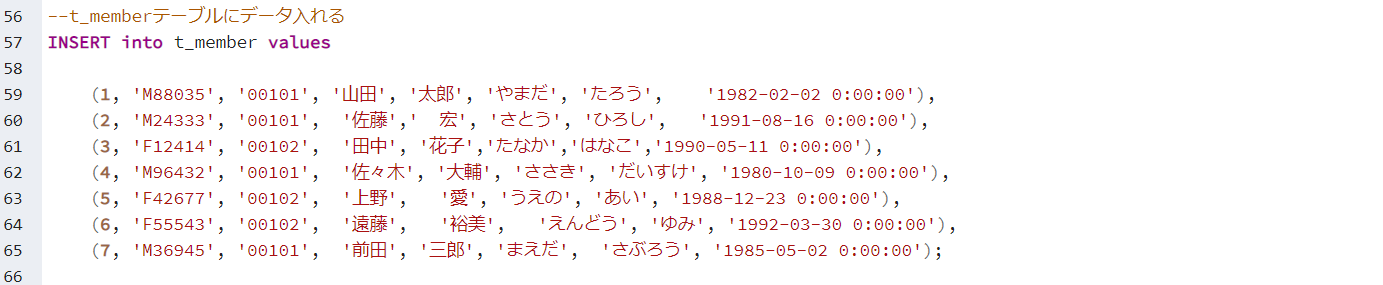 56 --t_memberテーブルにデータ入れる
57 INSERT into t_member values
58
59 (1, 'M88035', '00101', '山田', '太郎', 'やまだ', 'たろう', '1982-02-02 0:00:00'),
60 (2, 'M24333', '00101', '佐藤','　宏', 'さとう', 'ひろし', '1991-08-16 0:00:00'),
61 (3, 'F12414', '00102', '田中', '花子','たなか','はなこ','1990-05-11 0:00:00'),
62 (4, 'M96432', '00101', '佐々木', '大輔', 'ささき', 'だいすけ', '1980-10-09 0:00:00'),
63 (5, 'F42677', '00102', '上野', '愛', 'うえの', 'あい', '1988-12-23 0:00:00'),
64 (6, 'F55543', '00102', '遠藤', '裕美', 'えんどう', 'ゆみ', '1992-03-30 0:00:00'),
65 (7, 'M36945', '00101', '前田', '三郎', 'まえだ', 'さぶろう', '1985-05-02 0:00:00');
66